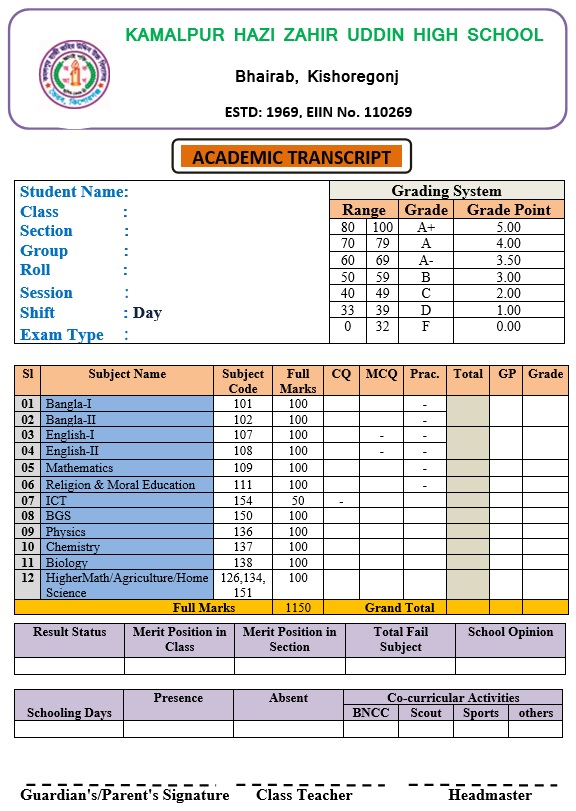 KAMALPUR HAZI ZAHIR UDDIN HIGH SCHOOL
Bhairab, Kishoregonj
ESTD: 1969, EIIN No. 110269
ACADEMIC TRANSCRIPT
Student Name:
Class :
Section :
Group :
Roll :
Session :
Shift : Day
Exam Type :
Grading System
Range Grade Grade Point
80 100 A+ 5.00
70 79 A 4.00
60 69 A- 3.50
50 59 B 3.00
40 49 C 2.00
33 39 D 1.00
0 32 F 0.00
Sl Subject Name Subject Code Full Marks CQ MCQ Prac. Total GP Grade
01 Bangla-I 101 100 -
02 Bangla-II 102 100 -
03 English-I 107 100 - -
04 English-II 108 100 - -
05 Mathematics 109 100 -
06 Religion & Moral Education 111 100 -
07 ICT 154 50 -
08 BGS 150 100
09 Physics 136 100
10 Chemistry 137 100
11 Biology 138 100
12 HigherMath/Agriculture/Home Science 126,134, 151 100
Full Marks 1150 Grand Total
Result Status Merit Position in Class Merit Position in Section Total Fail Subject School Opinion
Schooling Days Presence Absent Co-curricular Activities
BNCC Scout Sports others
Guardian's/Parent's Signature Class Teacher Headmaster